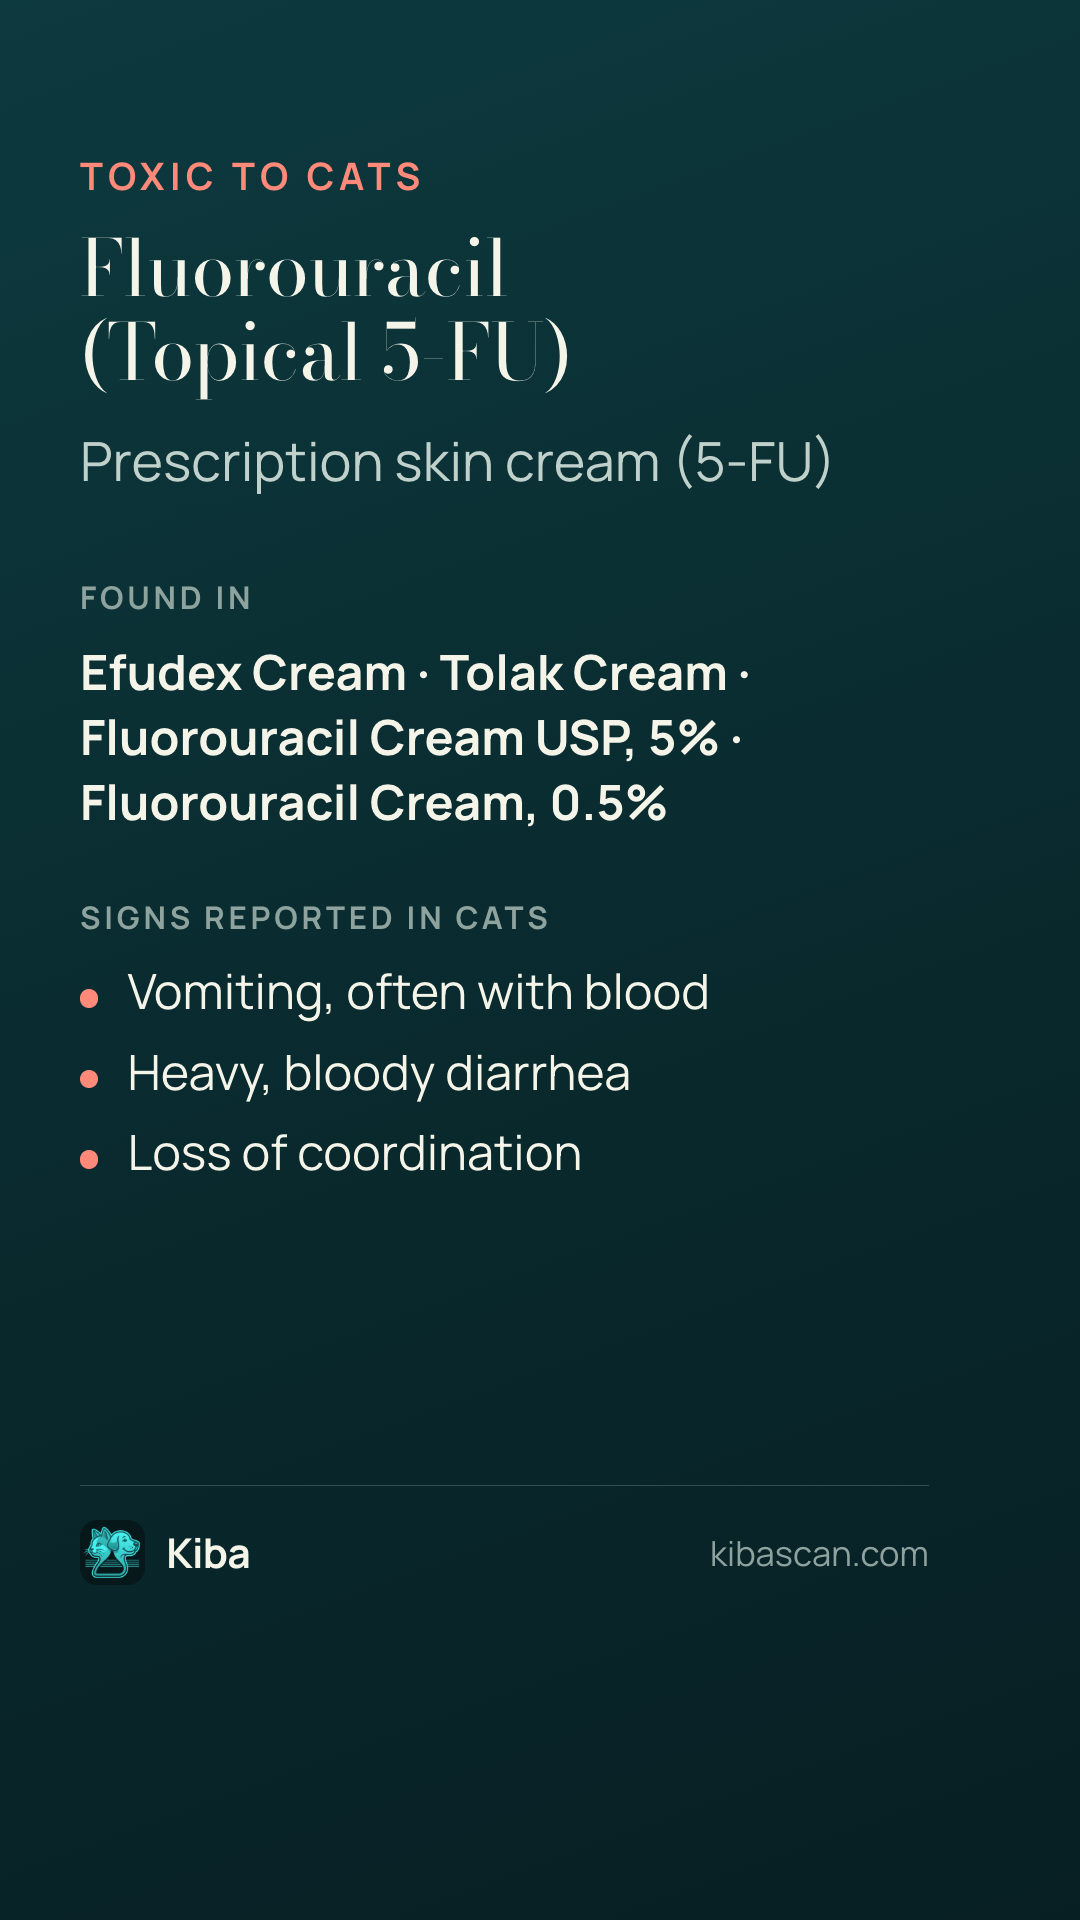 TOXIC TO CATS
Fluorouracil
(Topical 5-FU)
Prescription skin cream (5-FU)
FOUND IN
Efudex Cream · Tolak Cream ·
Fluorouracil Cream USP, 5% ·
Fluorouracil Cream, 0.5%
SIGNS REPORTED IN CATS
Vomiting, often with blood
Heavy, bloody diarrhea
Loss of coordination
Kiba
kibascan.com